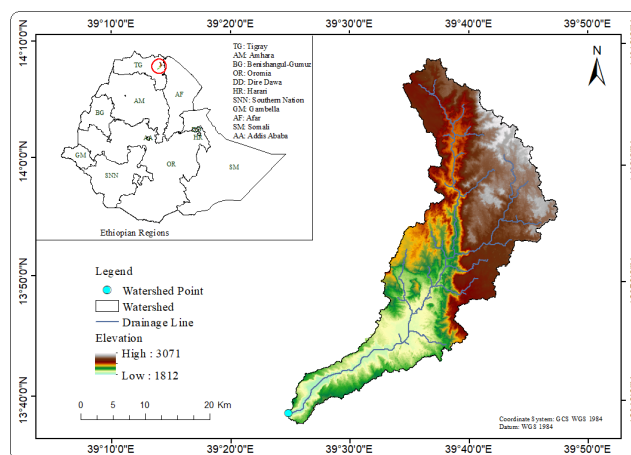 39°10'0"E 39°20'0"E 39°30'0"E 39°40'0"E 39°50'0"E
14°10'0"N
14°0'0"N
13°50'0"N
13°40'0"N
TG: Tigray
AM: Amhara
BG: Benishangul-Gumuz
OR: Oromia
DD: Dire Dawa
HR: Harari
SNN: Southern Nation
GM: Gambella
AF: Afar
SM: Somali
AA: Addis Ababa
TG
AF
AM
BG
AA
HR
GM
OR
SM
SNN
Ethiopian Regions
N
Legend
Watershed Point
Watershed
Drainage Line
Elevation
High : 3071
Low : 1812
0 5 10 20 Km
Coordinate System: GCS WGS 1984
Datum: WGS 1984
39°10'0"E 39°20'0"E 39°30'0"E 39°40'0"E 39°50'0"E